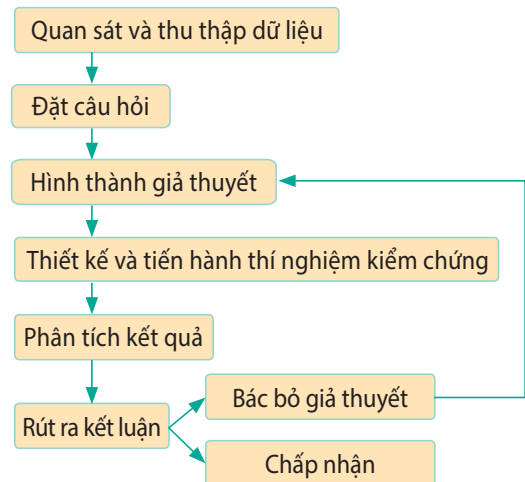 Quan sát và thu thập dữ liệu
Đặt câu hỏi
Hình thành giả thuyết
Thiết kế và tiến hành thí nghiệm kiểm chứng
Phân tích kết quả
Rút ra kết luận
Bác bỏ giả thuyết
Chấp nhận